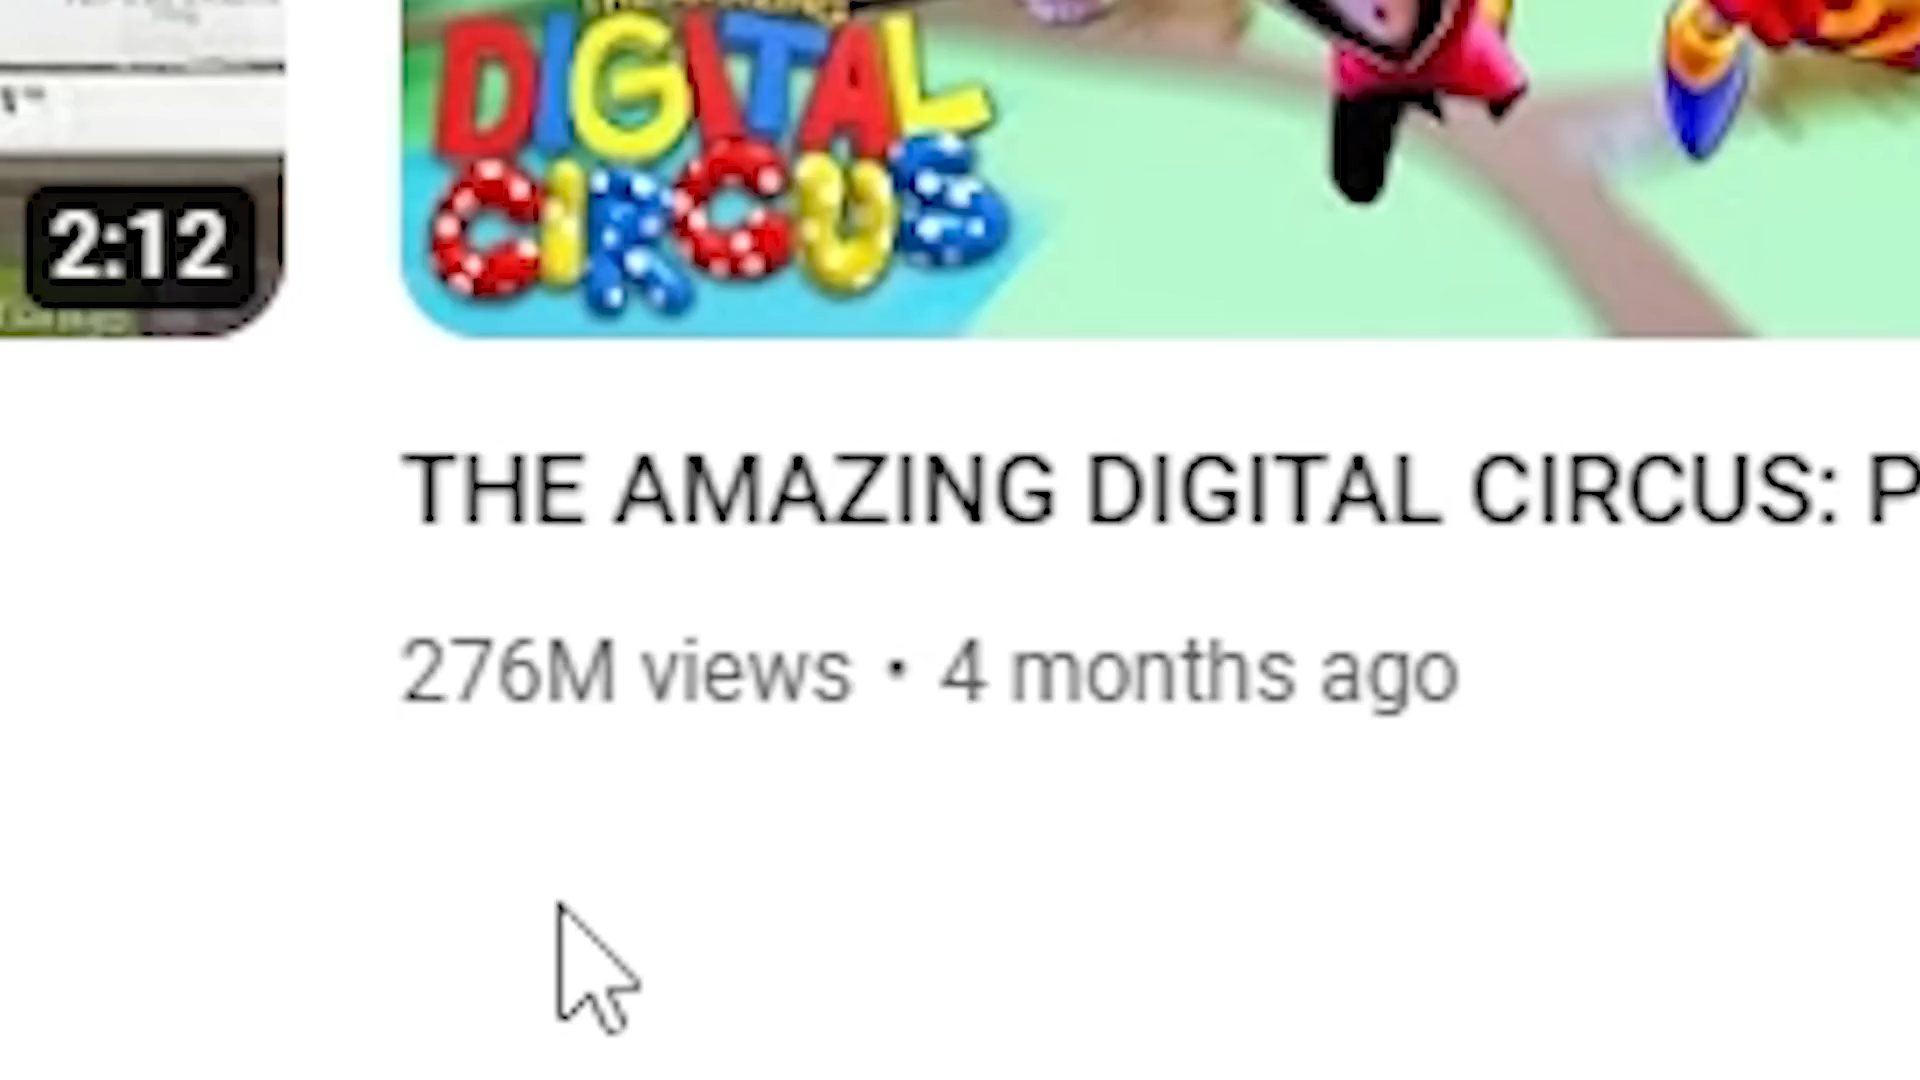 DIGITAL
CIRCUS
2:12
THE AMAZING DIGITAL CIRCUS: P
276M views • 4 months ago